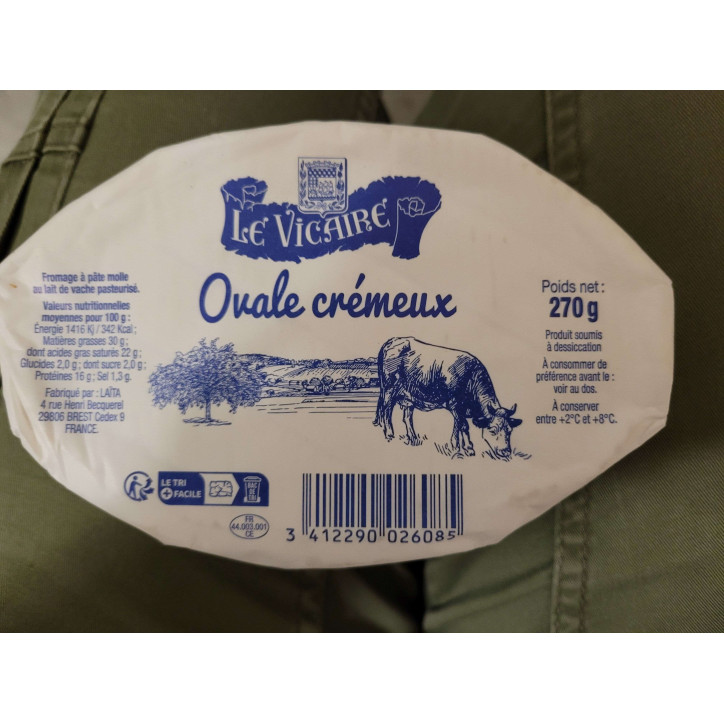 LE VICAIRE
Ovale crémeux
Fromage à pâte molle
au lait de vache pasteurisé.
Valeurs nutritionnelles
moyennes pour 100 g :
Énergie 1416 Kj / 342 Kcal ;
Matières grasses 30 g ;
dont acides gras saturés 22 g ;
Glucides 2,0 g ; dont sucre 2,0 g ;
Protéines 16 g ; Sel 1,3 g.
Fabriqué par : LAÏTA
4 rue Henri Becquerel
29806 BREST Cedex 9
FRANCE.
Poids net :
270 g
Produit soumis
à dessiccation
À consommer de
préférence avant le :
voir au dos.
À conserver
entre +2°C et +8°C.
LE TRI
+ FACILE
BAC DE TRI
FR
44.003.001
CE
3 412290 026085